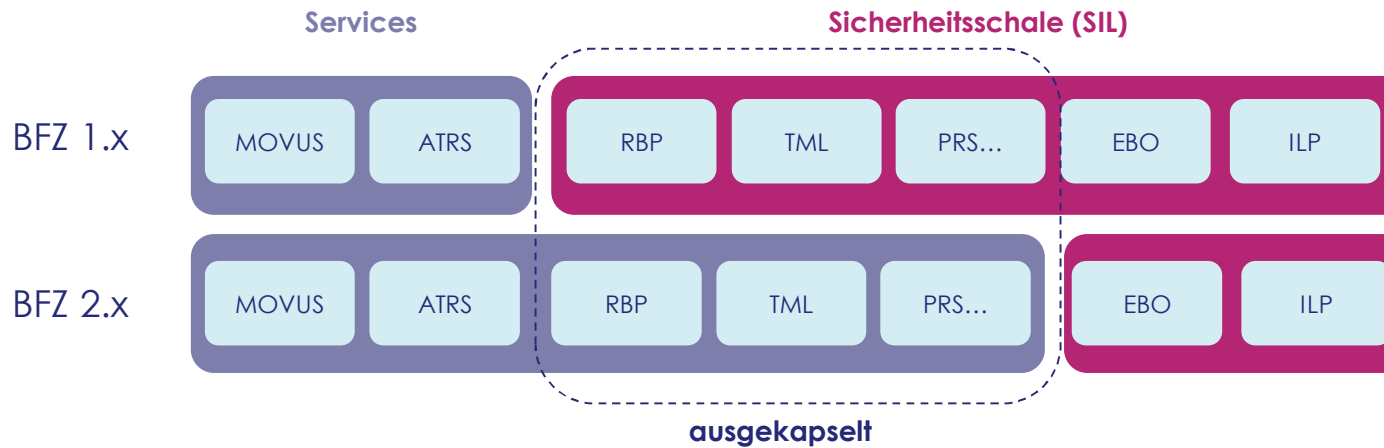 Services
Sicherheitsschale (SIL)
BFZ 1.x
MOVUS
ATRS
RBP
TML
PRS…
EBO
ILP
BFZ 2.x
MOVUS
ATRS
RBP
TML
PRS…
EBO
ILP
ausgekapselt